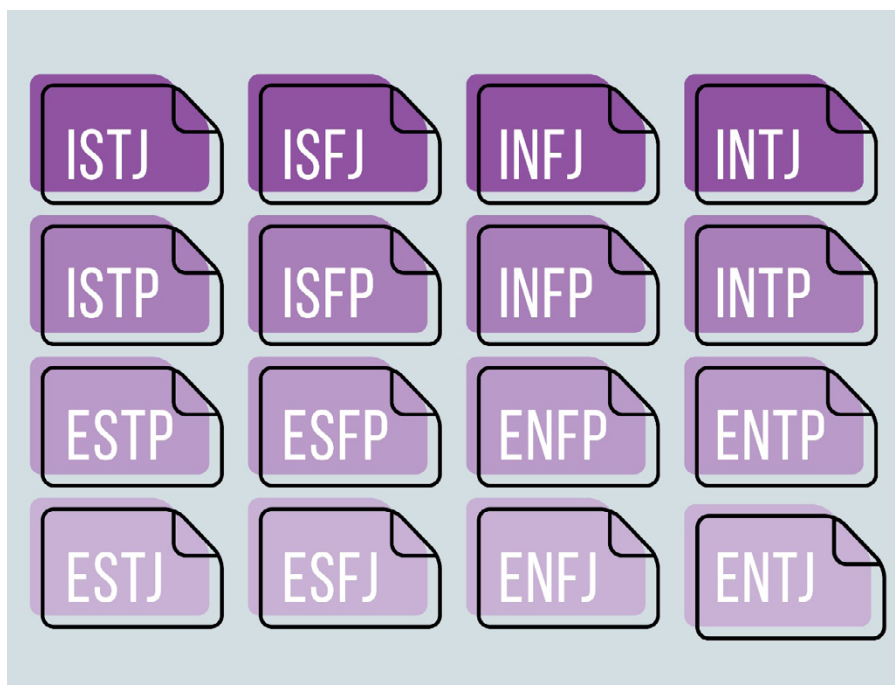 ISTJ ISFJ INFJ INTJ
ISTP ISFP INFP INTP
ESTP ESFP ENFP ENTP
ESTJ ESFJ ENFJ ENTJ